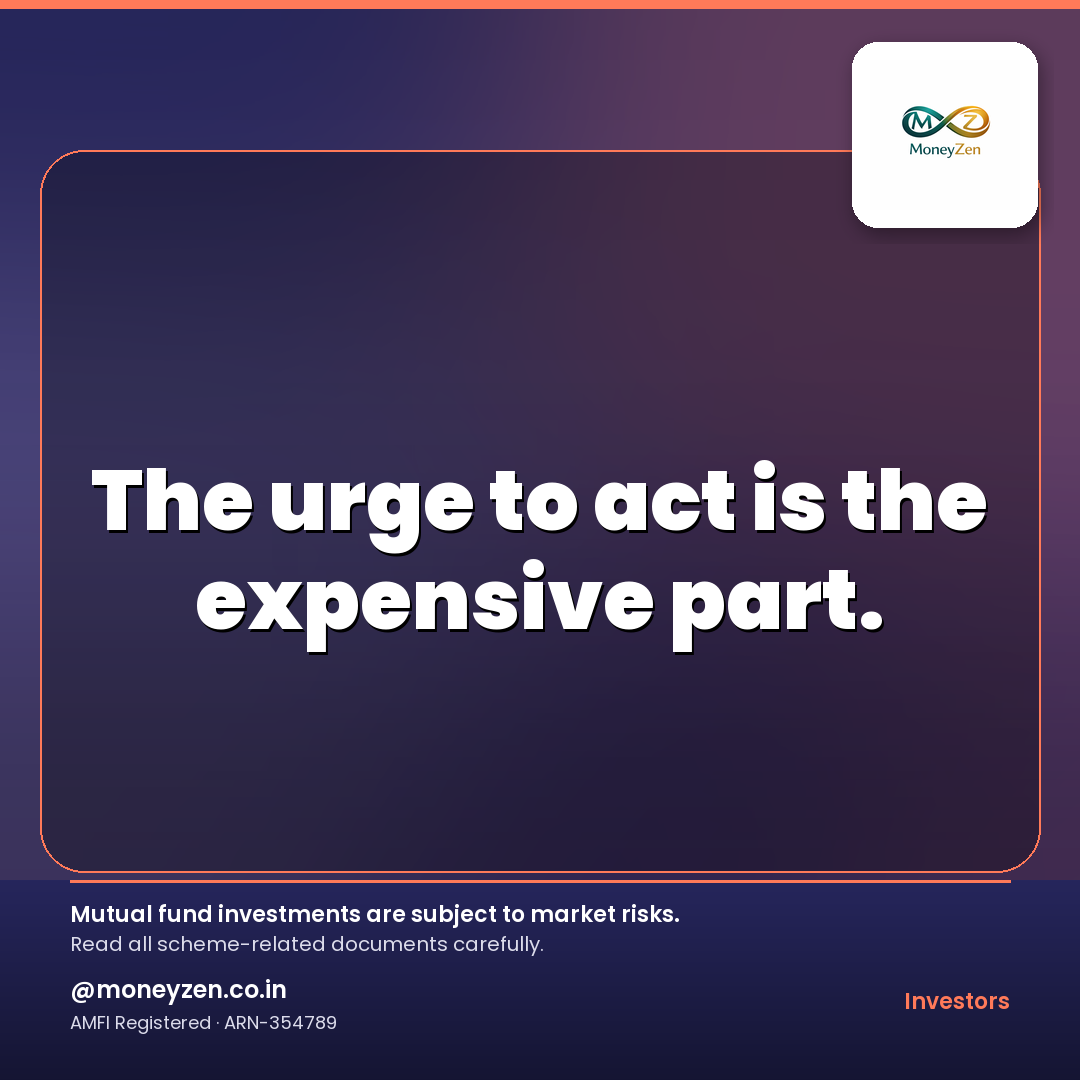 MZ
MoneyZen
The urge to act is the
expensive part.
Mutual fund investments are subject to market risks.
Read all scheme-related documents carefully.
@moneyzen.co.in
AMFI Registered · ARN-354789
Investors